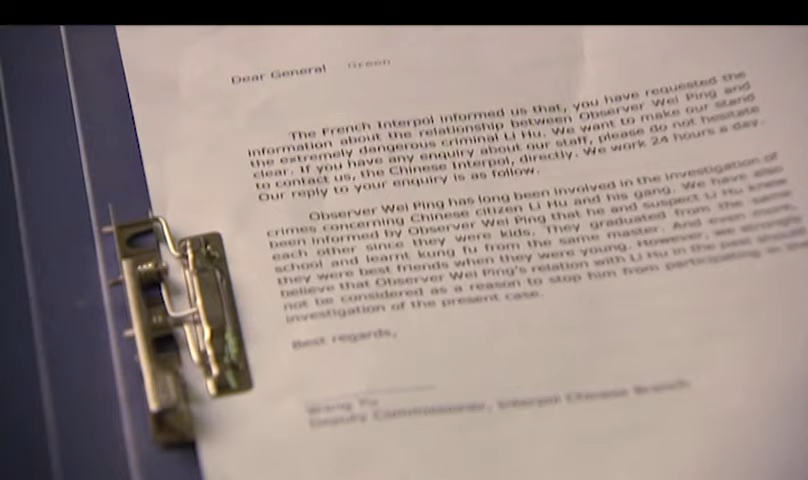 Dear General Green
The French Interpol informed us that, you have requested the
information about the relationship between Observer Wei Ping and
the extremely dangerous criminal Li Hu. We want to make our stand
clear. If you have any enquiry about our staff, please do not hesitate
to contact us, the Chinese Interpol, directly. We work 24 hours a day.
Our reply to your enquiry is as follow.
Observer Wei Ping has long been involved in the investigation of
crimes concerning Chinese citizen Li Hu and his gang. We have also
been informed by Observer Wei Ping that he and suspect Li Hu knew
each other since they were kids. They graduated from the same
school and learnt kung fu from the same master. And even more,
they were best friends when they were young. However, we strongly
believe that Observer Wei Ping's relation with Li Hu in the past should
not be considered as a reason to stop him from participating in the
investigation of the present case.
Best regards,
Wang Yu
Deputy Commissioner, Interpol Chinese Branch